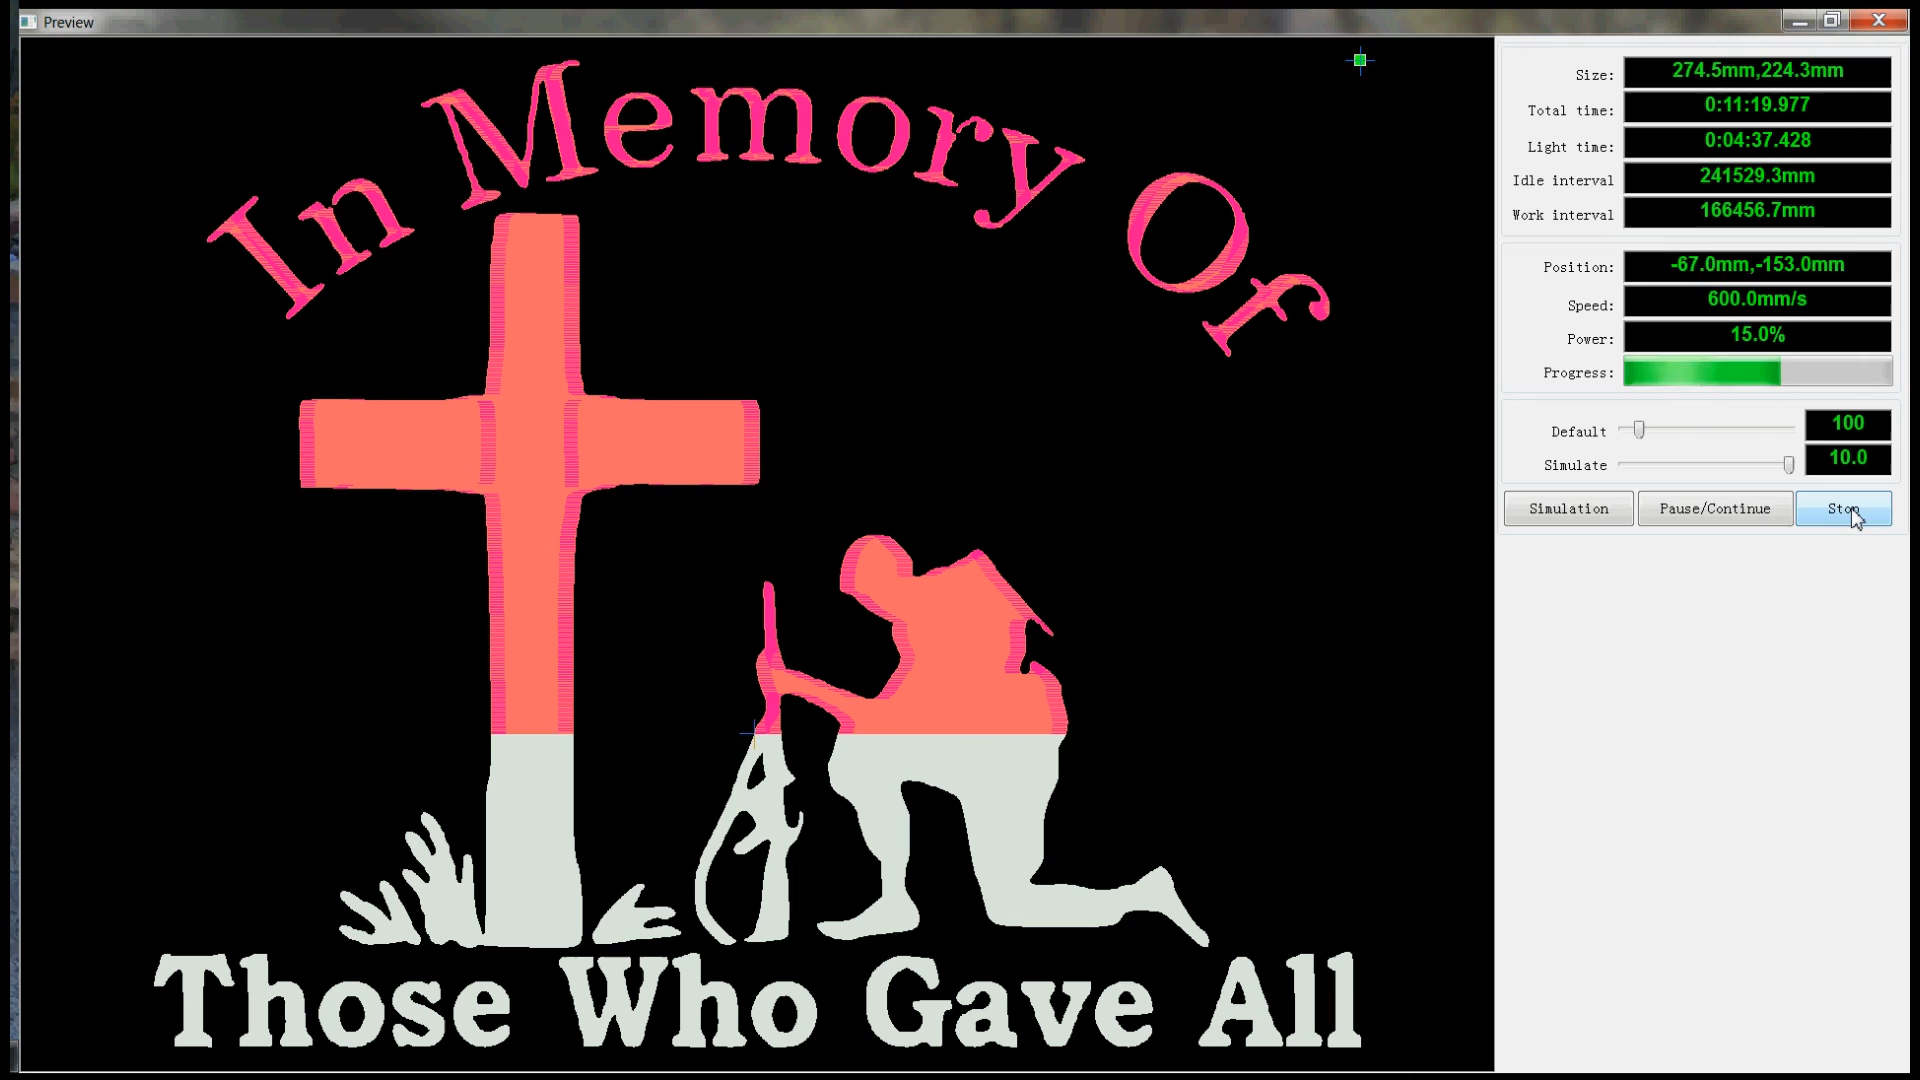 Preview
In Memory Of
Those Who Gave All
Size: 274.5mm,224.3mm
Total time: 0:11:19.977
Light time: 0:04:37.428
Idle interval 241529.3mm
Work interval 166456.7mm
Position: -67.0mm,-153.0mm
Speed: 600.0mm/s
Power: 15.0%
Progress:
Default 100
Simulate 10.0
Simulation Pause/Continue Stop